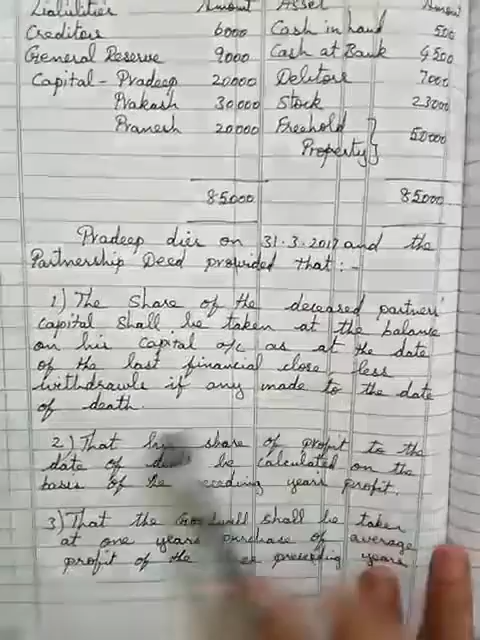 Liabilities Amount Asset Amount
Creditors 6000 Cash in hand 500
General Reserve 9000 Cash at Bank 4500
Capital - Pradeep 20000 Debitors 7000
Prakash 30000 Stock 23000
Pranesh 20000 Freehold Property 50000
85000 85000
Pradeep dies on 31.3.2017 and the
Partnership Deed provided that :-
1) The Share of the deceased partners'
capital shall be taken at the balance
on his capital a/c as at the date
of the last financial close, less
withdrawls if any made to the date
of death.
2) That his share of profit to the
date of be calculated on the
basis of the years profit.
3) That the Goodwill shall be taken
at one years purchase of average
profit of the preceding years